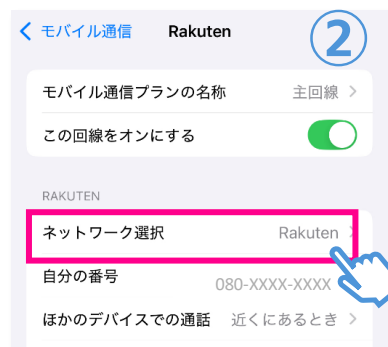 モバイル通信 Rakuten ②
モバイル通信プランの名称 主回線
この回線をオンにする
RAKUTEN
ネットワーク選択 Rakuten
自分の番号 080-XXXX-XXXX
ほかのデバイスでの通話 近くにあるとき